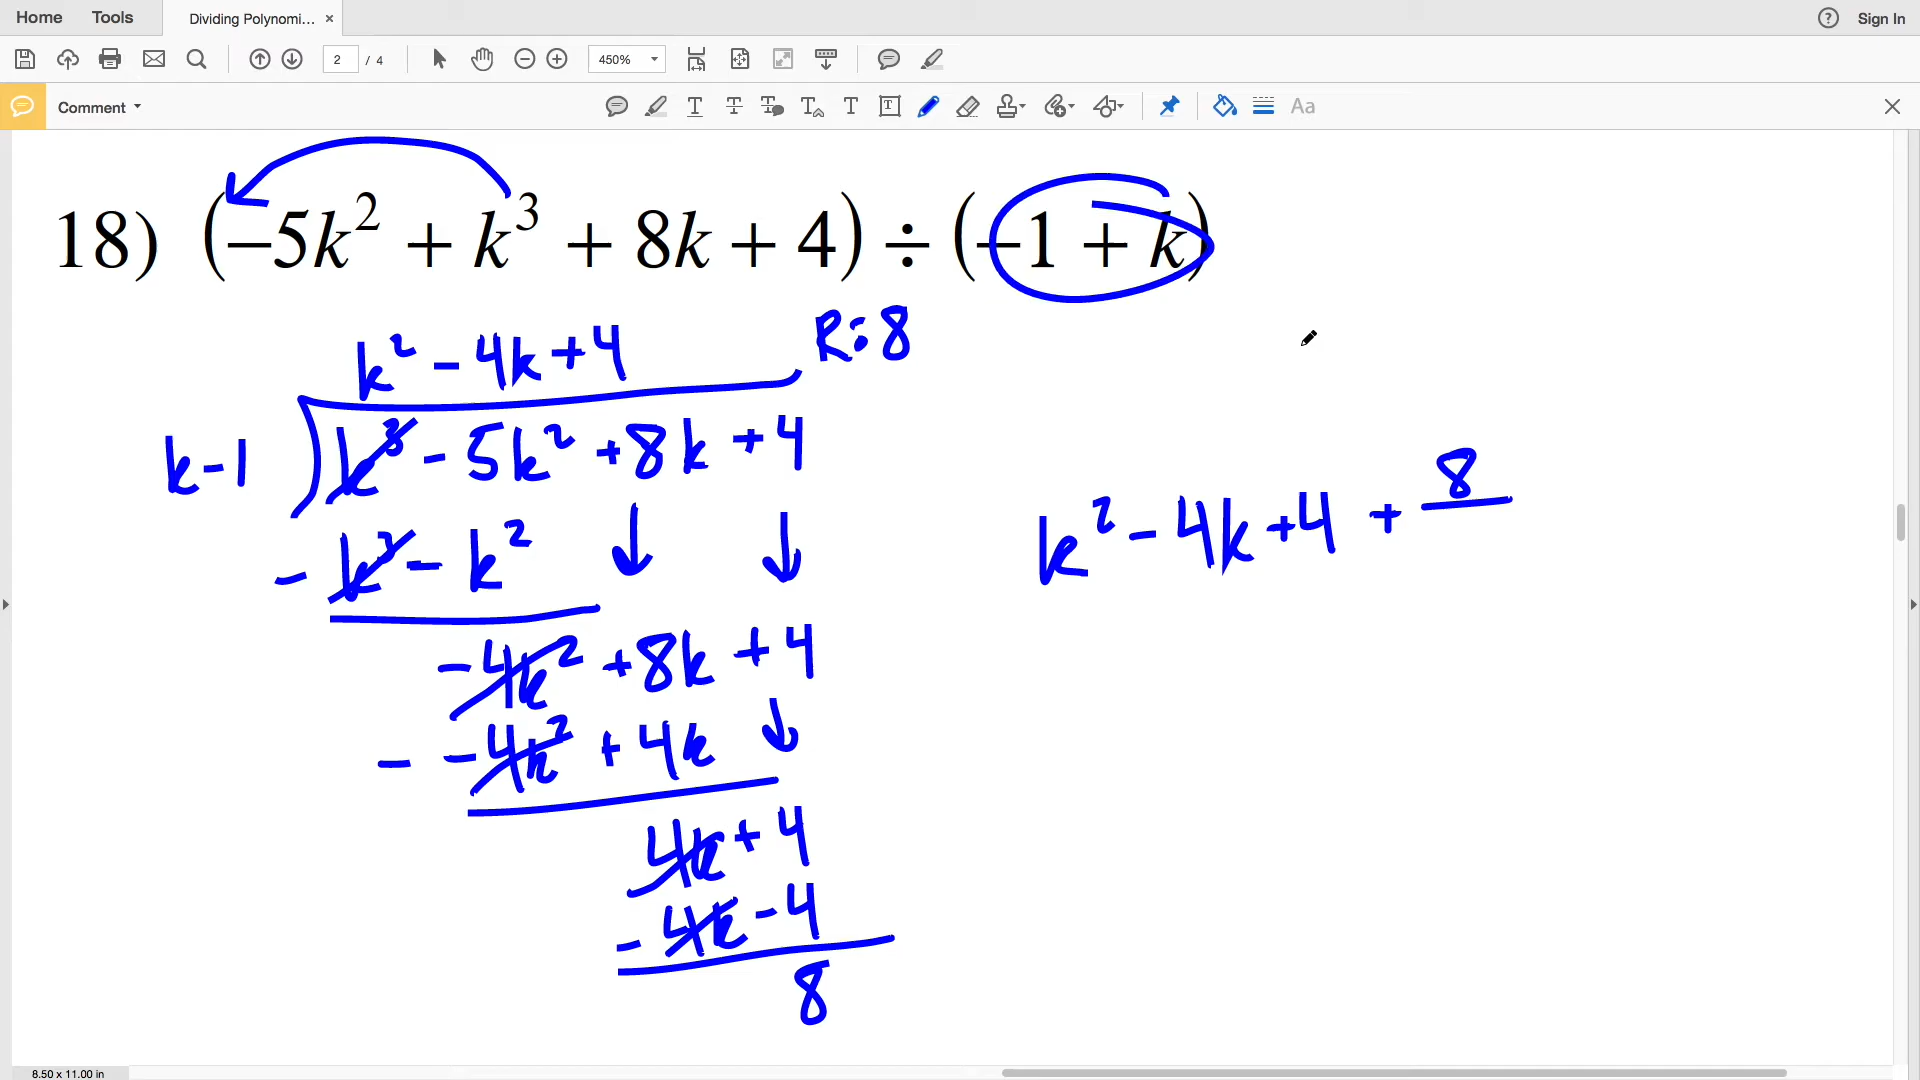 Home Tools Dividing Polynomi... × Sign In
2 / 4 450%
Comment Aa
18) (−5k² + k³ + 8k + 4) ÷ (−1 + k)
k² - 4k + 4 R: 8
k - 1 k³ - 5k² + 8k + 4
- k³ - k²
k² - 4k + 4 + 8
-4k² + 8k + 4
- -4k² + 4k
4k + 4
- 4k - 4
8
8.50 x 11.00 in